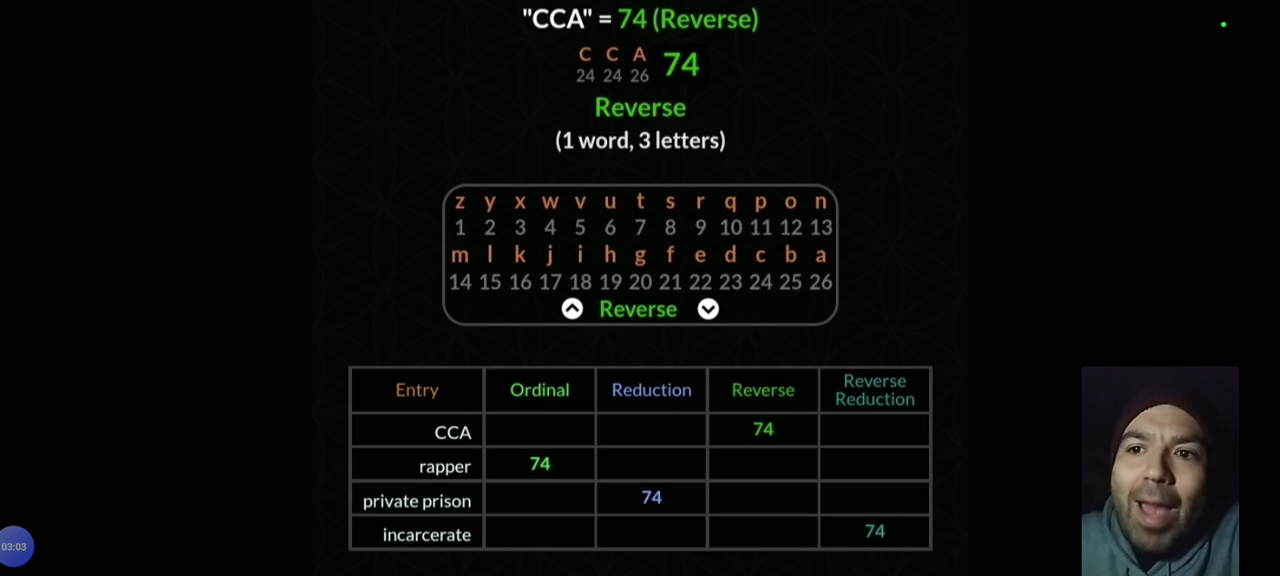 "CCA" = 74 (Reverse)
C C A 74
24 24 26
Reverse
(1 word, 3 letters)
z y x w v u t s r q p o n
1 2 3 4 5 6 7 8 9 10 11 12 13
m l k j i h g f e d c b a
14 15 16 17 18 19 20 21 22 23 24 25 26
Reverse
Entry Ordinal Reduction Reverse Reverse Reduction
CCA 74
rapper 74
private prison 74
incarcerate 74
03:03